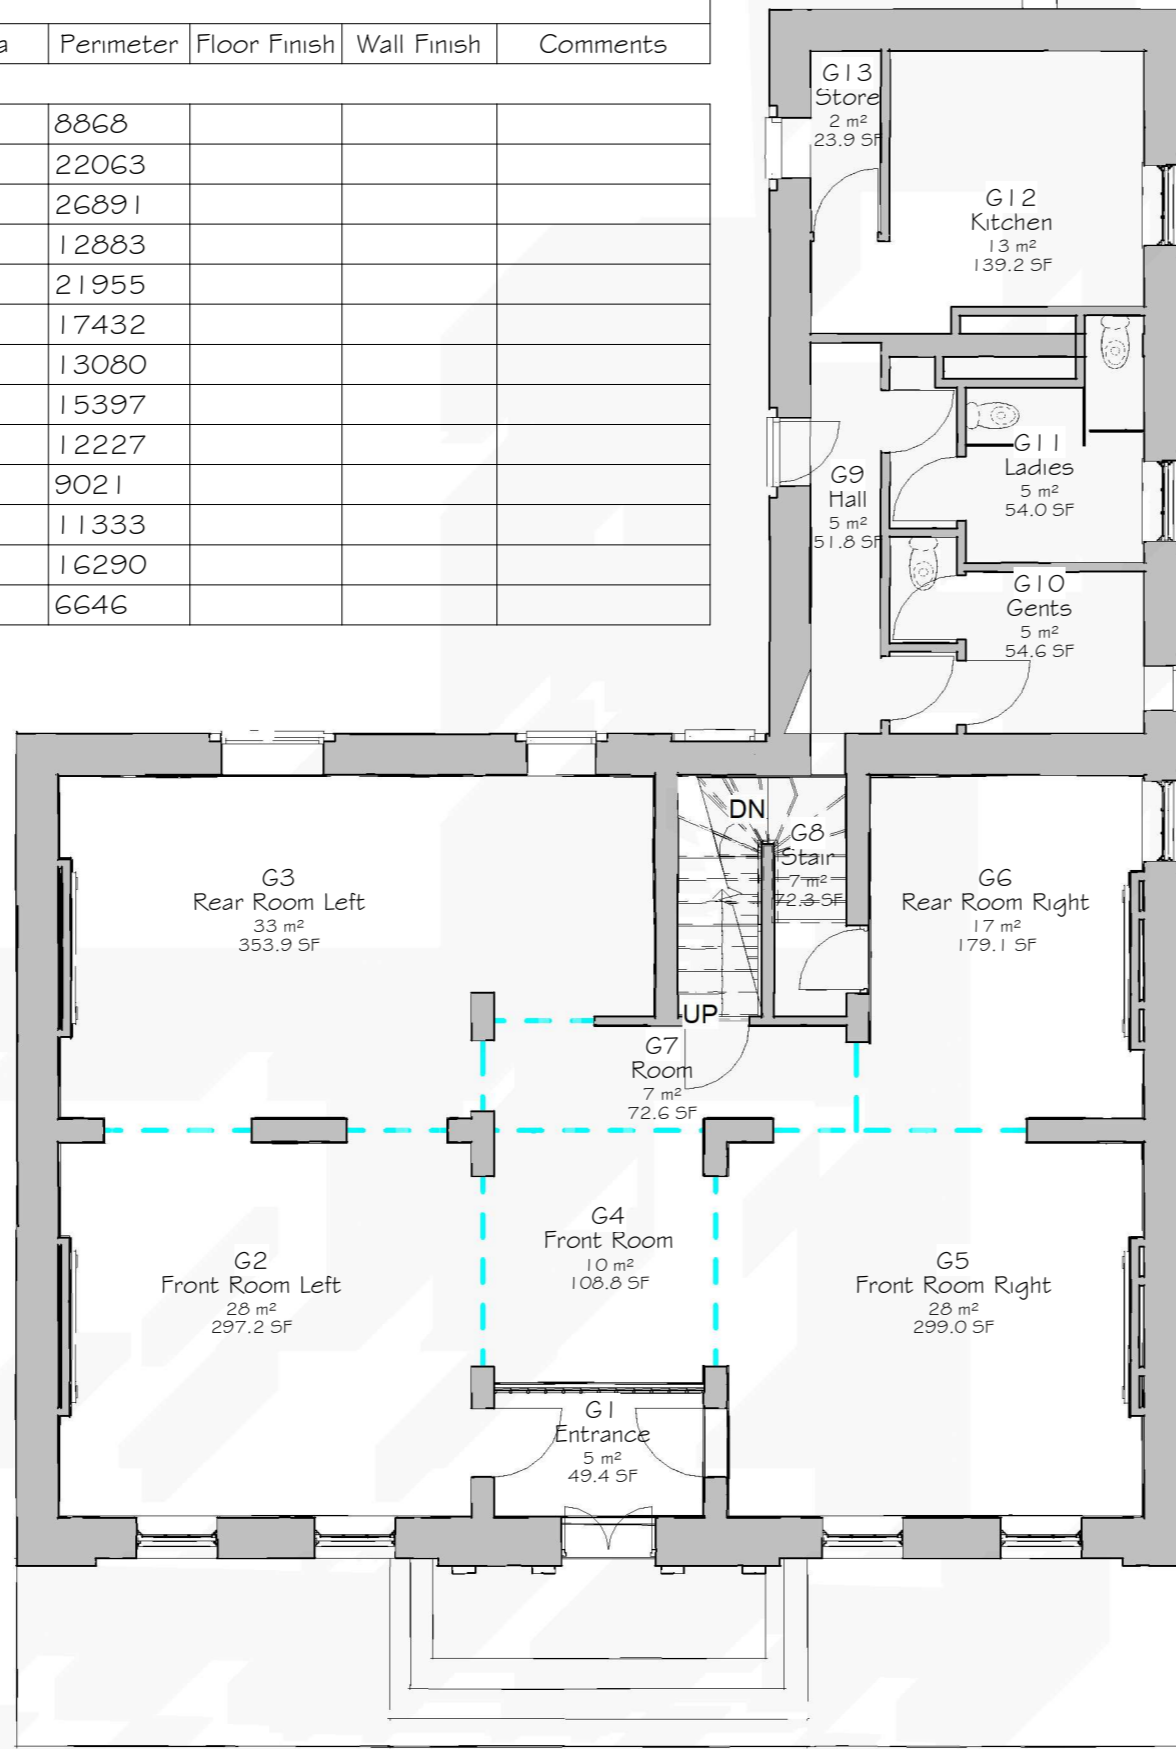 a Perimeter Floor Finish Wall Finish Comments
8868
22063
26891
12883
21955
17432
13080
15397
12227
9021
11333
16290
6646
G13
Store
2 m²
23.9 SF
G12
Kitchen
13 m²
139.2 SF
G11
Ladies
5 m²
54.0 SF
G9
Hall
5 m²
51.8 SF
G10
Gents
5 m²
54.6 SF
DN
G8
Stair
7 m²
72.3 SF
UP
G3
Rear Room Left
33 m²
353.9 SF
G6
Rear Room Right
17 m²
179.1 SF
G7
Room
7 m²
72.6 SF
G2
Front Room Left
28 m²
297.2 SF
G4
Front Room
10 m²
108.8 SF
G5
Front Room Right
28 m²
299.0 SF
G1
Entrance
5 m²
49.4 SF